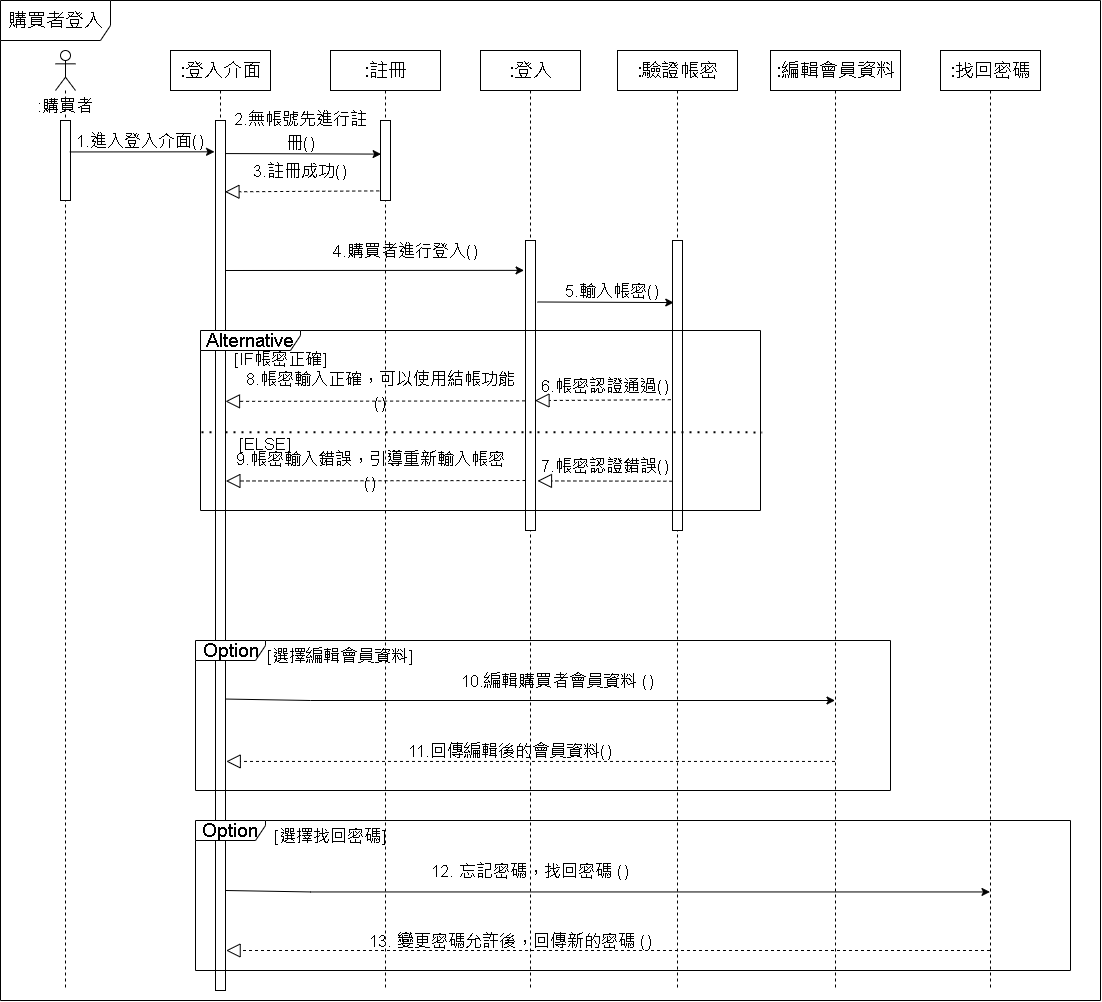 購買者登入
:購買者
:登入介面
:註冊
:登入
:驗證帳密
:編輯會員資料
:找回密碼
1.進入登入介面()
2.無帳號先進行註
冊()
3.註冊成功()
4.購買者進行登入()
5.輸入帳密()
Alternative
[IF帳密正確]
8.帳密輸入正確，可以使用結帳功能
()
6.帳密認證通過()
[ELSE]
9.帳密輸入錯誤，引導重新輸入帳密
()
7.帳密認證錯誤()
Option
[選擇編輯會員資料]
10.編輯購買者會員資料 ()
11.回傳編輯後的會員資料()
Option
[選擇找回密碼]
12. 忘記密碼，找回密碼 ()
13. 變更密碼允許後，回傳新的密碼 ()